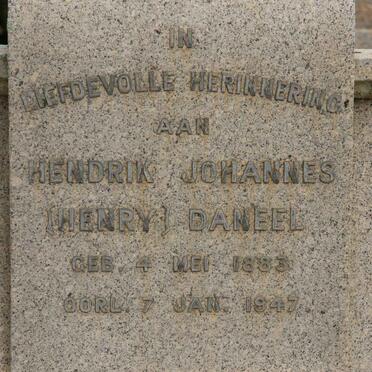 IN
LIEFDEVOLLE HERINNERING
AAN
HENDRIK JOHANNES
(HENRY) DANEEL
GEB. 4 MEI 1883
OORL. 7 JAN. 1947.